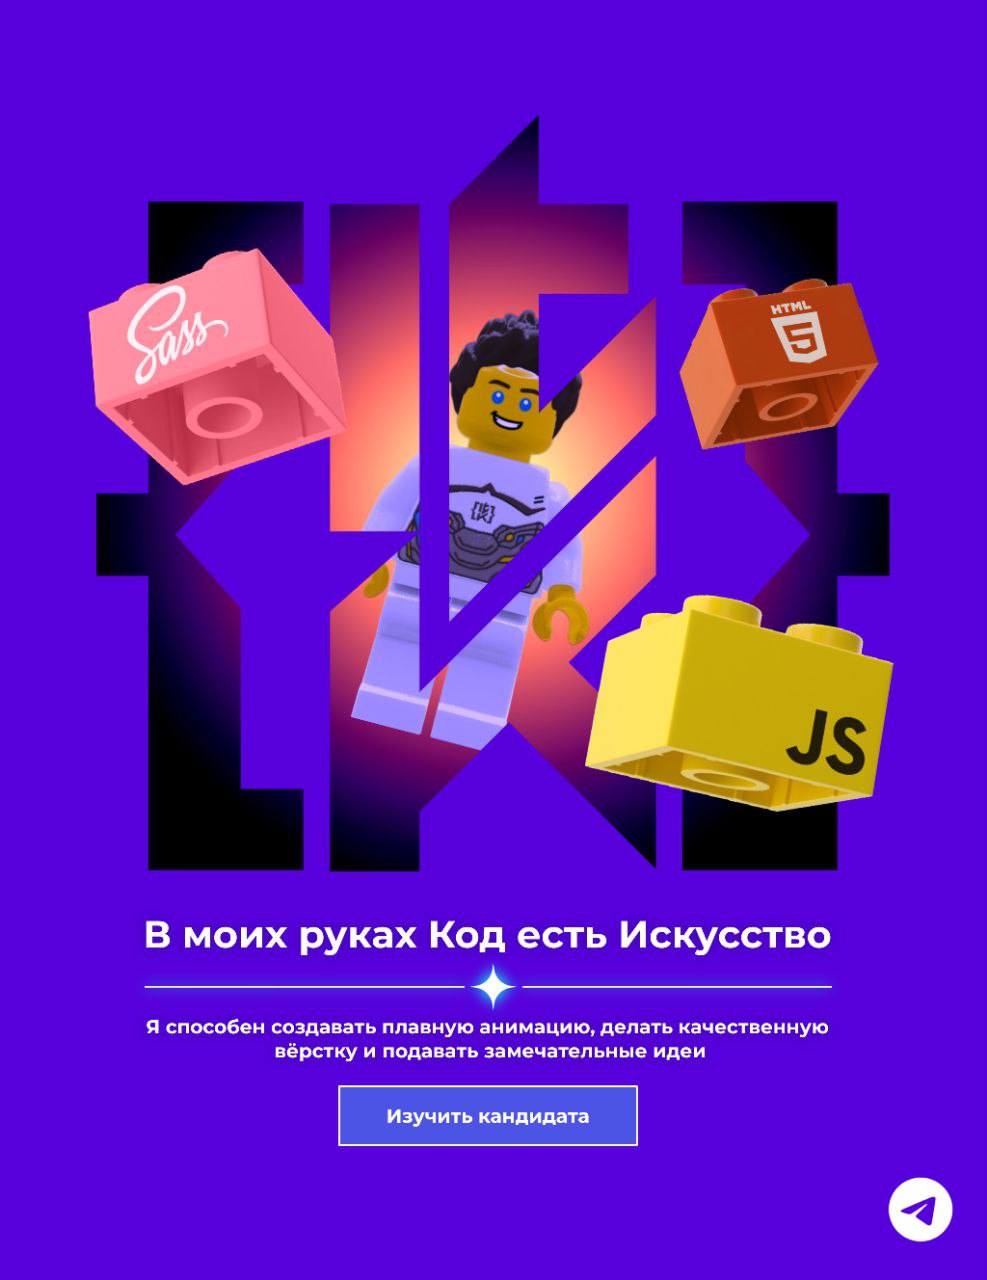 Sass
HTML
5
JS
В моих руках Код есть Искусство
Я способен создавать плавную анимацию, делать качественную
вёрстку и подавать замечательные идеи
Изучить кандидата